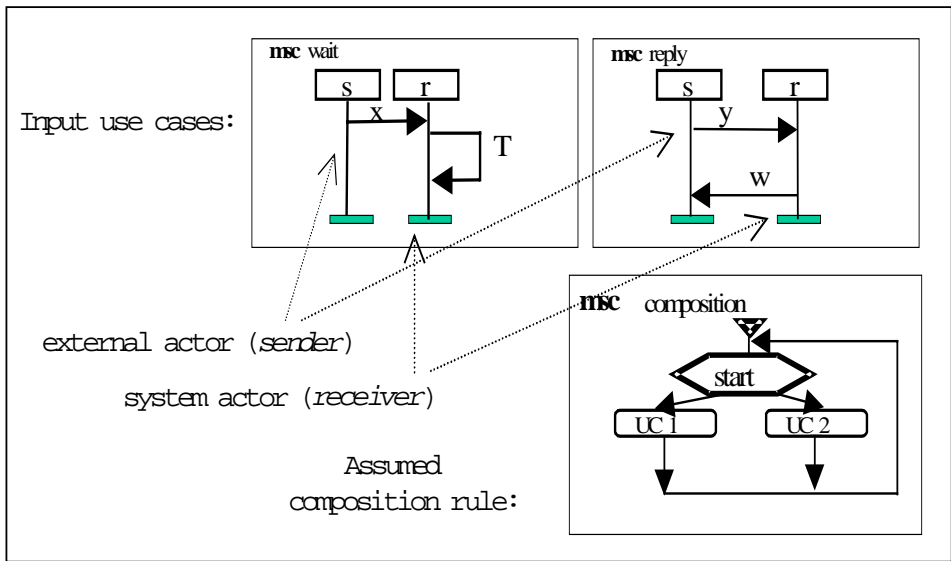 msc wait
s r
x
T
msc reply
s r
y
w
Input use cases:
external actor (sender)
system actor (receiver)
Assumed
composition rule:
msc composition
start
UC 1 UC 2